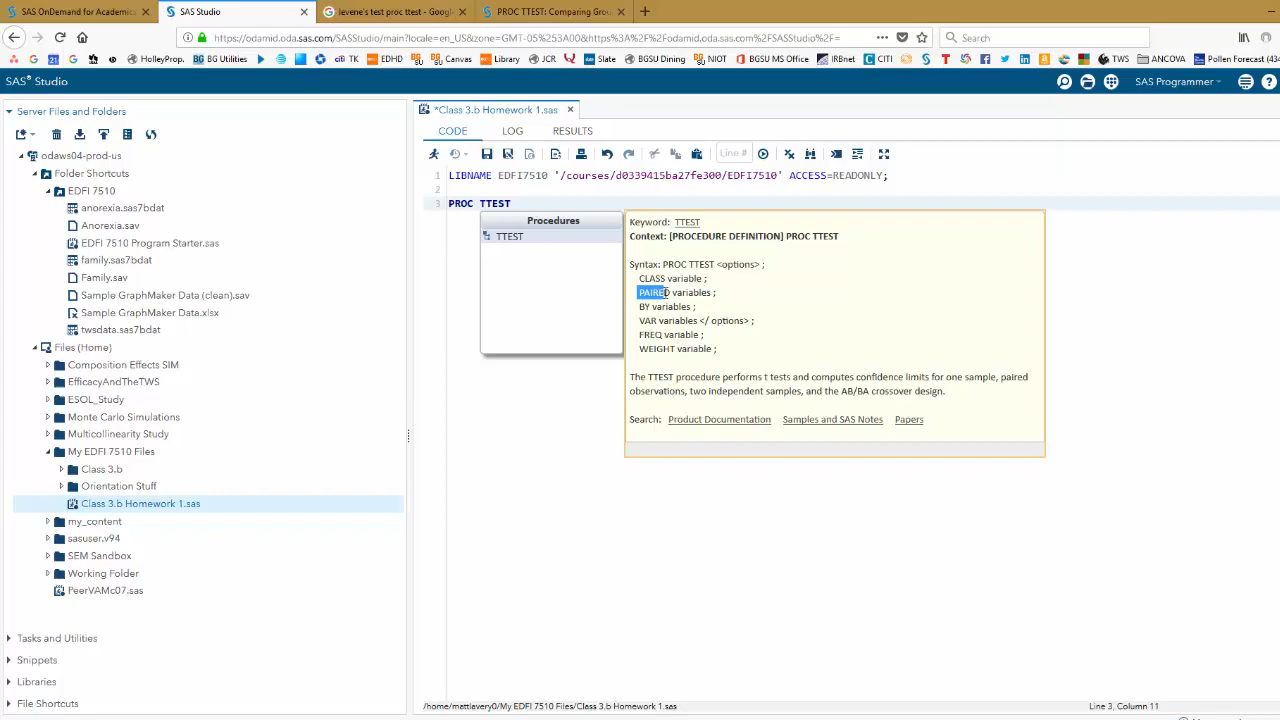 SAS OnDemand for Academics
SAS Studio
levene's test proc ttest - Google
PROC TTEST: Comparing Grou
https://odamid.oda.sas.com/SASStudio/main?locale=en_US&zone=GMT-05%253A00&https%3A%2F%2Fodamid.oda.sas.com%2FSASStudio%2F=
Search
HolleyProp.
BG Utilities
TK
EDHD
Canvas
Library
JCR
Slate
BGSU Dining
NIOT
BGSU MS Office
IRBnet
CITI
TWS
ANCOVA
Pollen Forecast (434
SAS® Studio
SAS Programmer
Server Files and Folders
odaws04-prod-us
Folder Shortcuts
EDFI 7510
anorexia.sas7bdat
Anorexia.sav
EDFI 7510 Program Starter.sas
family.sas7bdat
Family.sav
Sample GraphMaker Data (clean).sav
Sample GraphMaker Data.xlsx
twsdata.sas7bdat
Files (Home)
Composition Effects SIM
EfficacyAndTheTWS
ESOL_Study
Monte Carlo Simulations
Multicollinearity Study
My EDFI 7510 Files
Class 3.b
Orientation Stuff
Class 3.b Homework 1.sas
my_content
sasuser.v94
SEM Sandbox
Working Folder
PeerVAMc07.sas
Tasks and Utilities
Snippets
Libraries
File Shortcuts
*Class 3.b Homework 1.sas
CODE LOG RESULTS
Line #
1 LIBNAME EDFI7510 '/courses/d0339415ba27fe300/EDFI7510' ACCESS=READONLY;
2
3 PROC TTEST
Procedures
TTEST
Keyword: TTEST
Context: [PROCEDURE DEFINITION] PROC TTEST
Syntax: PROC TTEST <options> ;
CLASS variable ;
PAIRED variables ;
BY variables ;
VAR variables </ options> ;
FREQ variable ;
WEIGHT variable ;
The TTEST procedure performs t tests and computes confidence limits for one sample, paired
observations, two independent samples, and the AB/BA crossover design.
Search: Product Documentation Samples and SAS Notes Papers
/home/mattlavery0/My EDFI 7510 Files/Class 3.b Homework 1.sas
Line 3, Column 11